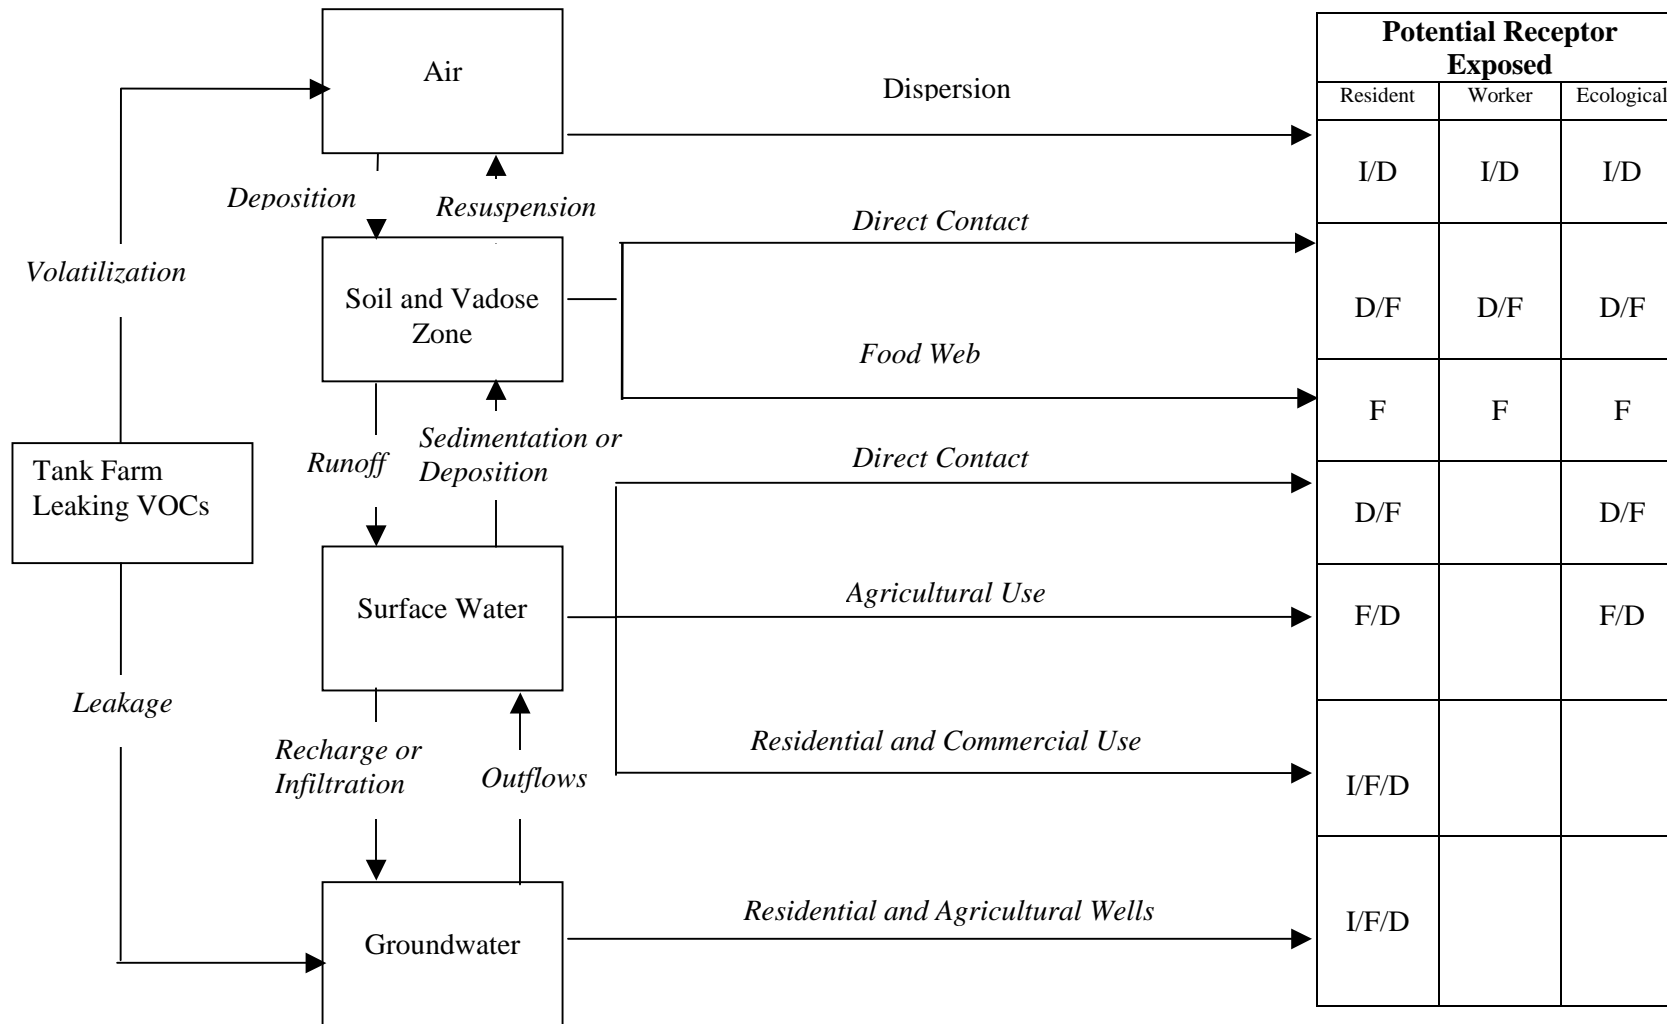 Air
Dispersion
Potential Receptor
Exposed
Resident
Worker
Ecological
I/D
I/D
I/D
Deposition
Resuspension
Direct Contact
Volatilization
Soil and Vadose
Zone
D/F
D/F
D/F
Food Web
F
F
F
Tank Farm
Leaking VOCs
Runoff
Sedimentation or
Deposition
Direct Contact
D/F
D/F
Surface Water
Agricultural Use
F/D
F/D
Leakage
Recharge or
Infiltration
Outflows
Residential and Commercial Use
I/F/D
Groundwater
Residential and Agricultural Wells
I/F/D